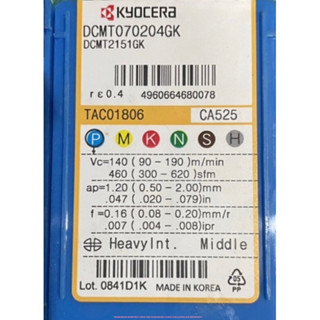 KYOCERA
DCMT070204GK
DCMT2151GK
rε0.4 4960664680078
TAC01806 CA525
P M K N S H
Vc=140 (90 - 190) m/min
460 (300 - 620) sfm
ap=1.20 (0.50 - 2.00)mm
.047 (.020 - .079) in
f =0.16 (0.08 - 0.20)mm/r
.007 (.004 - .008)ipr
HeavyInt. Middle
Lot. 0841D1K MADE IN KOREA
05
PP